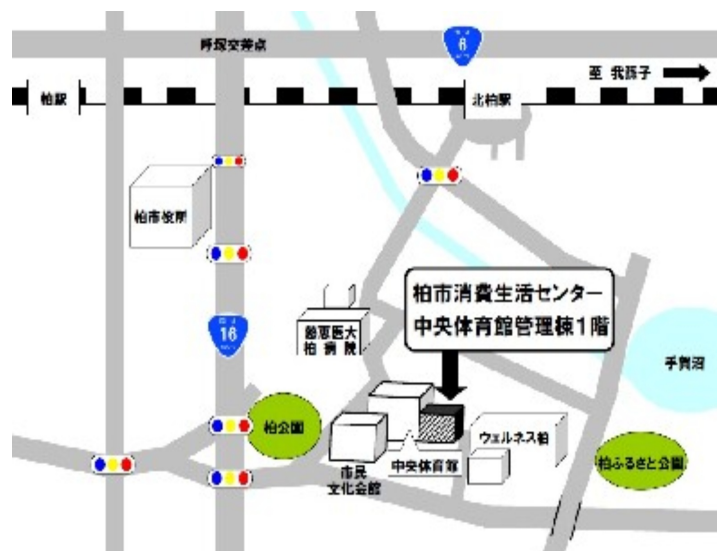 呼塚交差点
6
至 我孫子
柏駅
北柏駅
柏市役所
柏市消費生活センター
中央体育館管理棟1階
16
慈恵医大
柏病院
手賀沼
柏公園
ウェルネス柏
市民
文化会館
中央体育館
柏ふるさと公園